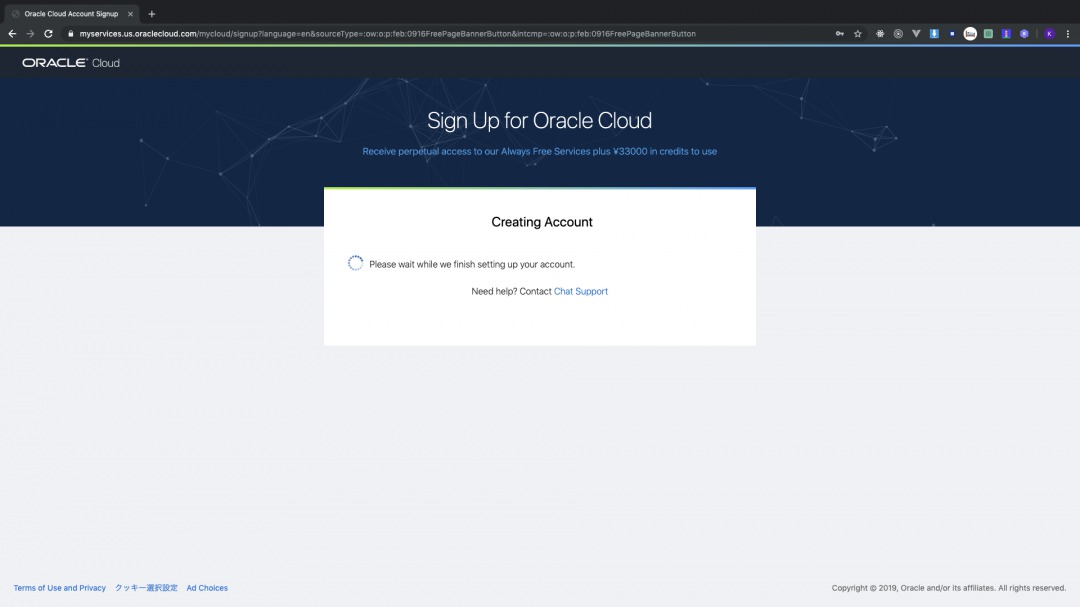 Oracle Cloud Account Signup
myservices.us.oraclecloud.com/mycloud/signup?language=en&sourceType=:ow:o:p:feb:0916FreePageBannerButton&intcmp=:ow:o:p:feb:0916FreePageBannerButton
K
ORACLE Cloud
Sign Up for Oracle Cloud
Receive perpetual access to our Always Free Services plus ¥33000 in credits to use
Creating Account
Please wait while we finish setting up your account.
Need help? Contact Chat Support
Terms of Use and Privacy クッキー選択設定 Ad Choices
Copyright © 2019, Oracle and/or its affiliates. All rights reserved.